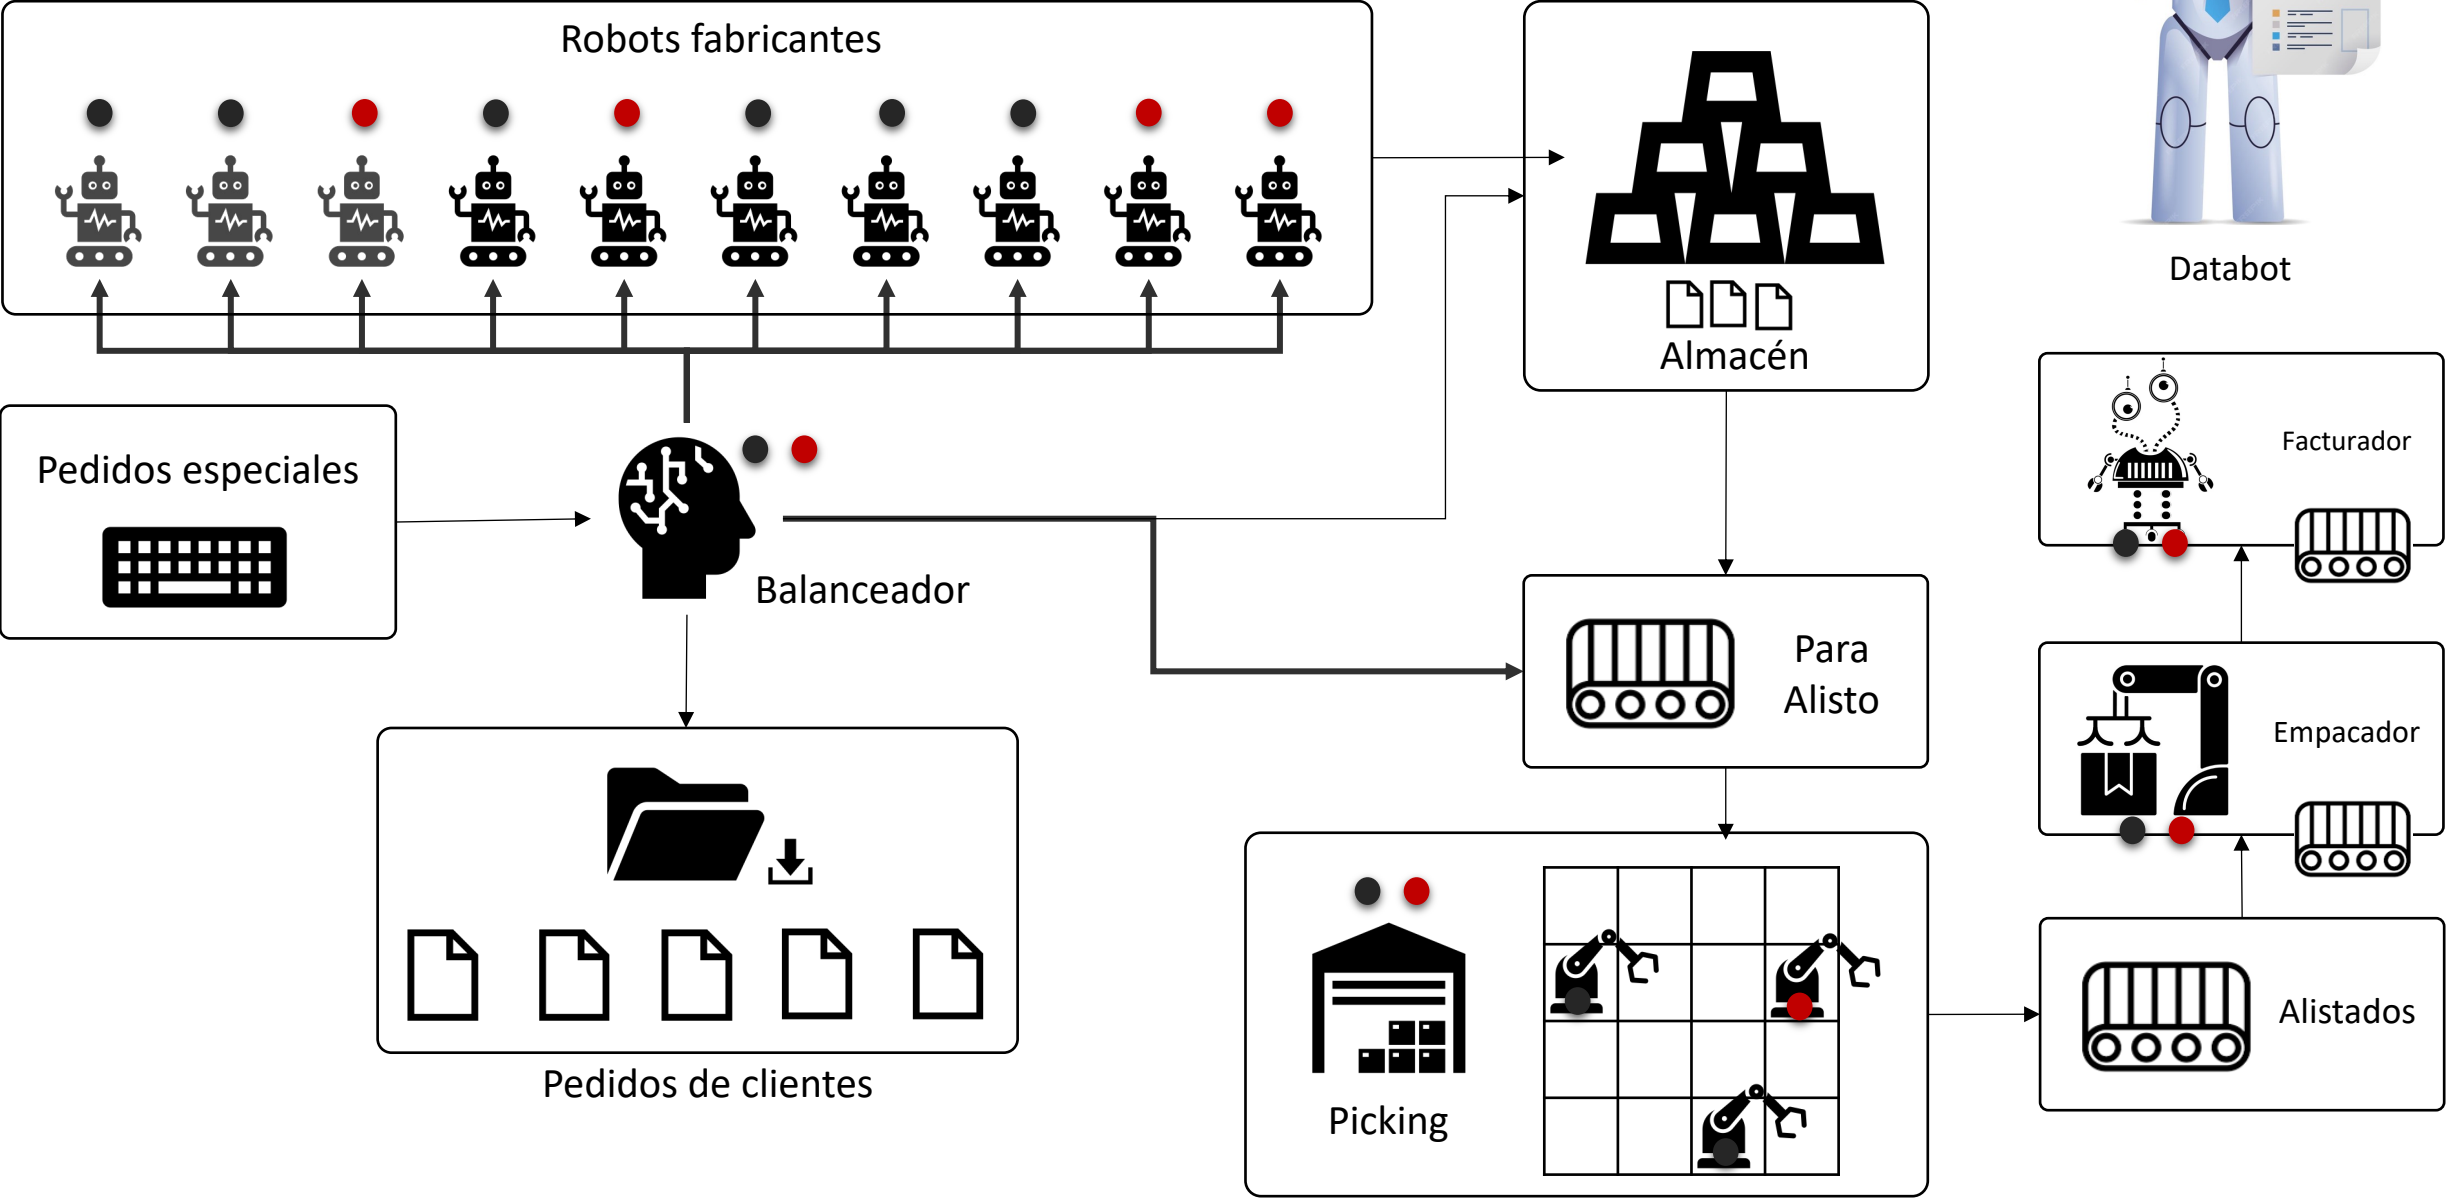 Robots fabricantes
Almacén
Databot
Pedidos especiales
Balanceador
Facturador
Para
Alisto
Empacador
Pedidos de clientes
Picking
Alistados